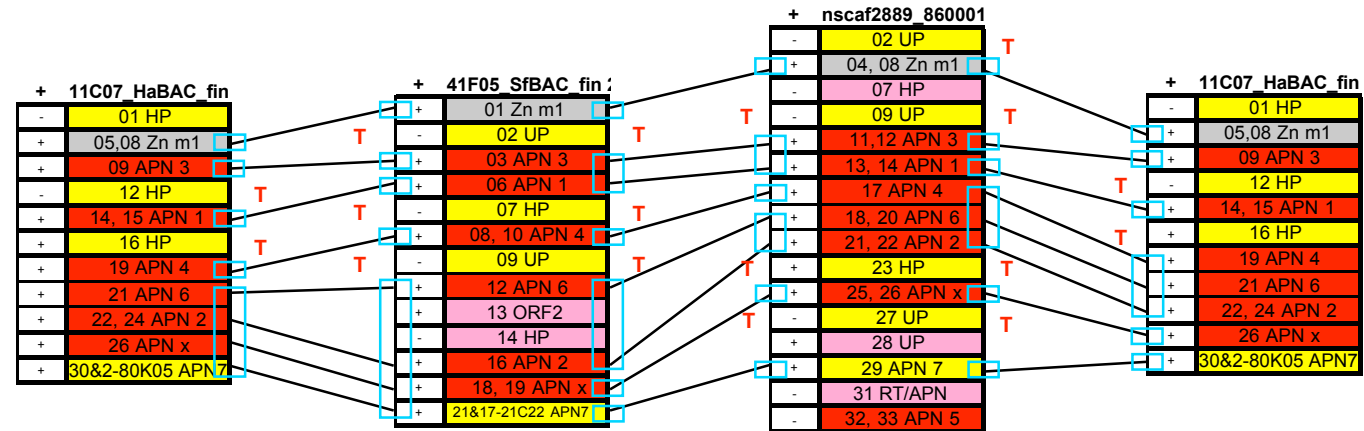 + 11C07_HaBAC_fin
- 01 HP
+ 05,08 Zn m1
+ 09 APN 3
- 12 HP
+ 14, 15 APN 1
+ 16 HP
+ 19 APN 4
+ 21 APN 6
+ 22, 24 APN 2
+ 26 APN x
+ 30&2-80K05 APN7
T
T
T
T
+ 41F05_SfBAC_fin
+ 01 Zn m1
- 02 UP
+ 03 APN 3
+ 06 APN 1
- 07 HP
+ 08, 10 APN 4
- 09 UP
+ 12 APN 6
+ 13 ORF2
- 14 HP
+ 16 APN 2
+ 18, 19 APN x
+ 21&17-21C22 APN7
T
T
T
T
T
T
T
+ nscaf2889_860001
- 02 UP
+ 04, 08 Zn m1
- 07 HP
- 09 UP
+ 11,12 APN 3
+ 13, 14 APN 1
+ 17 APN 4
+ 18, 20 APN 6
+ 21, 22 APN 2
+ 23 HP
+ 25, 26 APN x
- 27 UP
+ 28 UP
+ 29 APN 7
- 31 RT/APN
- 32, 33 APN 5
T
T
T
T
T
T
+ 11C07_HaBAC_fin
- 01 HP
+ 05,08 Zn m1
+ 09 APN 3
- 12 HP
+ 14, 15 APN 1
+ 16 HP
+ 19 APN 4
+ 21 APN 6
+ 22, 24 APN 2
+ 26 APN x
+ 30&2-80K05 APN7